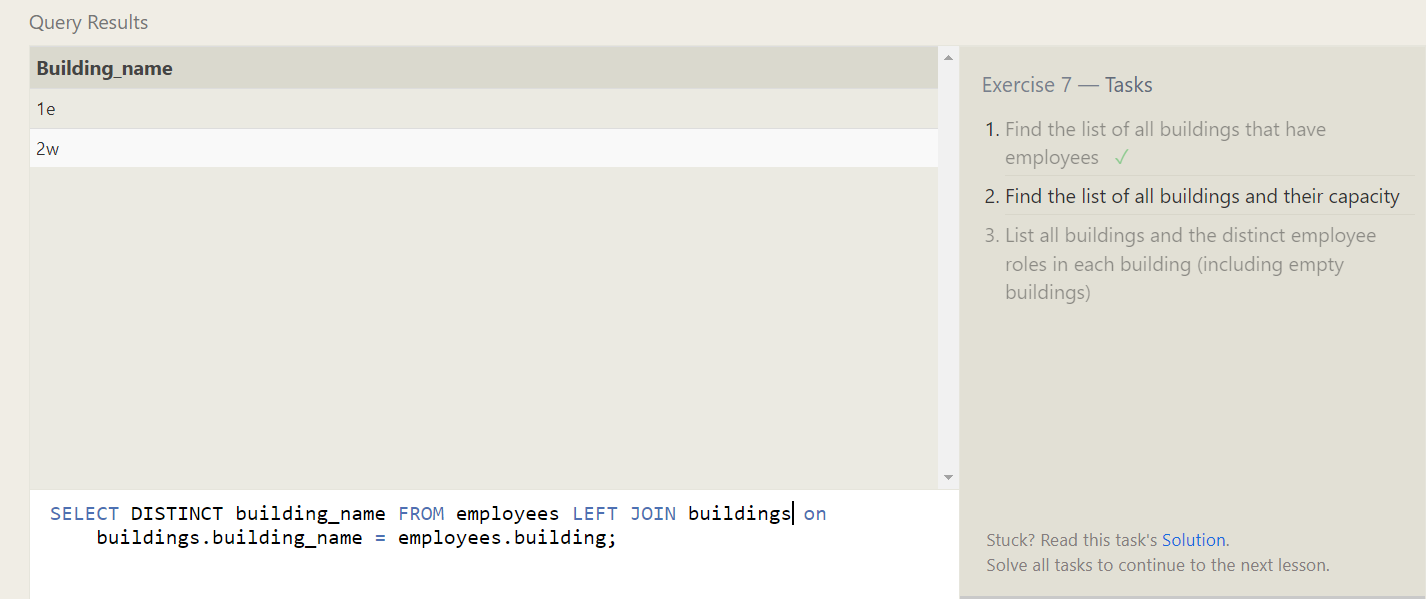 Query Results
Building_name
1e
2w
Exercise 7 — Tasks
1. Find the list of all buildings that have
employees ✓
2. Find the list of all buildings and their capacity
3. List all buildings and the distinct employee
roles in each building (including empty
buildings)
SELECT DISTINCT building_name FROM employees LEFT JOIN buildings on
buildings.building_name = employees.building;
Stuck? Read this task's Solution.
Solve all tasks to continue to the next lesson.